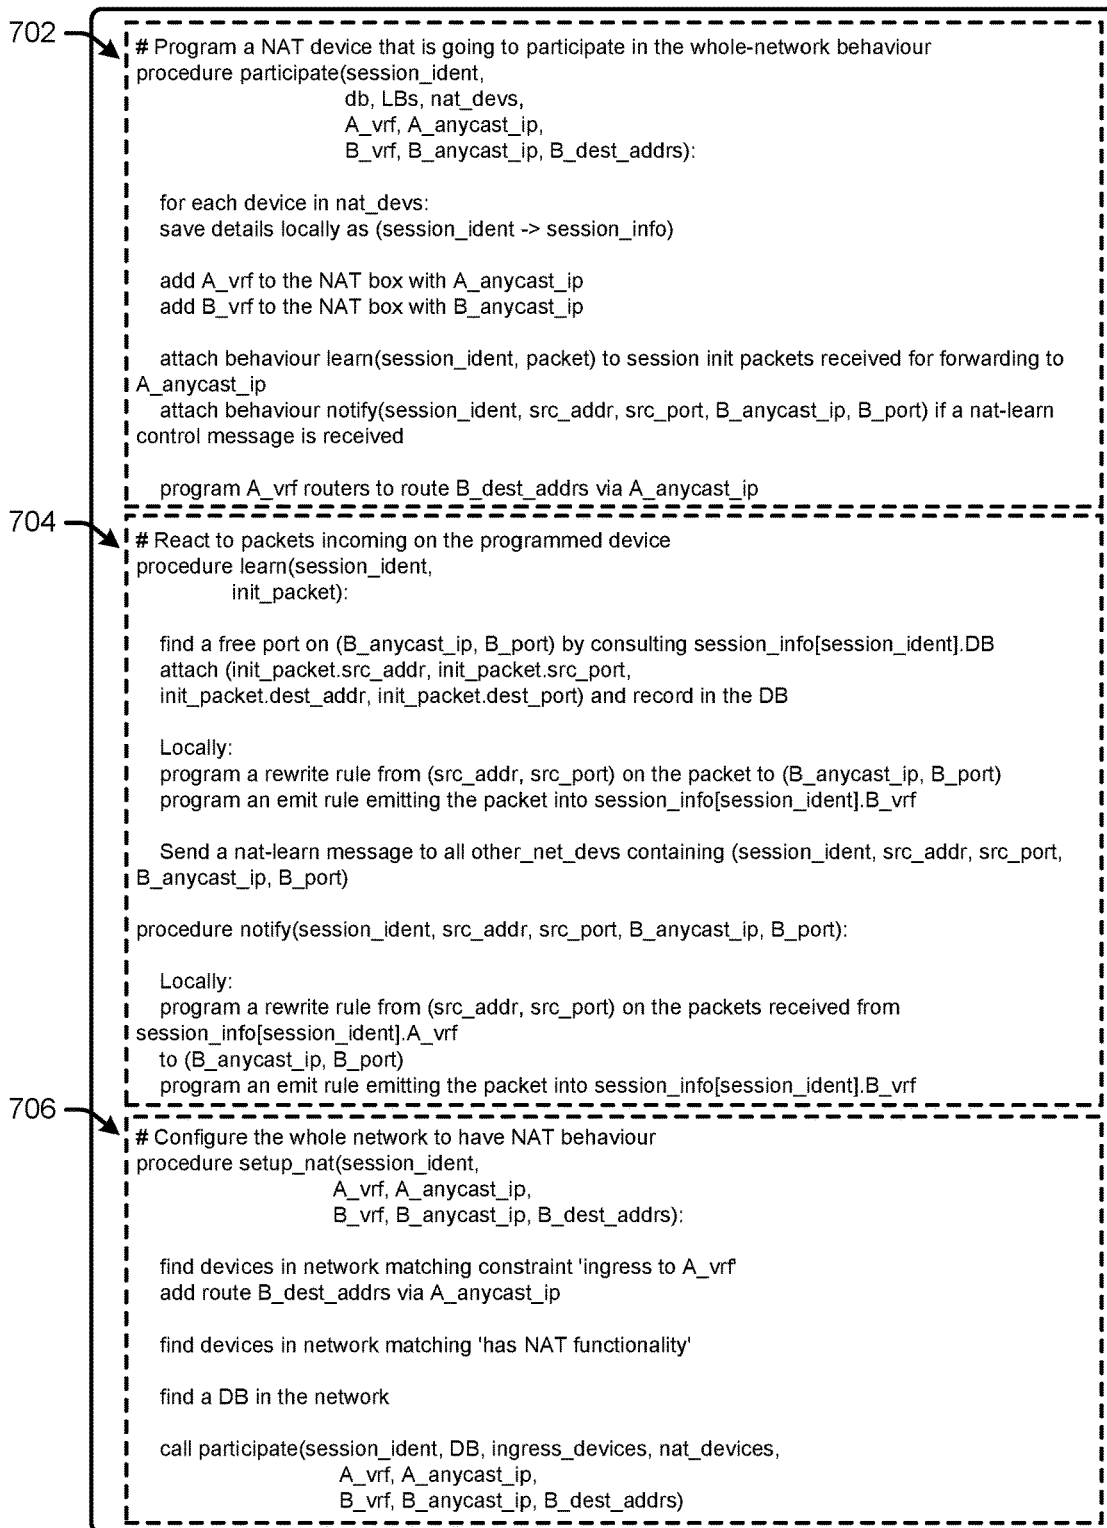 702
# Program a NAT device that is going to participate in the whole-network behaviour
procedure participate(session_ident,
db, LBs, nat_devs,
A_vrf, A_anycast_ip,
B_vrf, B_anycast_ip, B_dest_addrs):
for each device in nat_devs:
save details locally as (session_ident -> session_info)
add A_vrf to the NAT box with A_anycast_ip
add B_vrf to the NAT box with B_anycast_ip
attach behaviour learn(session_ident, packet) to session init packets received for forwarding to
A_anycast_ip
attach behaviour notify(session_ident, src_addr, src_port, B_anycast_ip, B_port) if a nat-learn
control message is received
program A_vrf routers to route B_dest_addrs via A_anycast_ip
704
# React to packets incoming on the programmed device
procedure learn(session_ident,
init_packet):
find a free port on (B_anycast_ip, B_port) by consulting session_info[session_ident].DB
attach (init_packet.src_addr, init_packet.src_port,
init_packet.dest_addr, init_packet.dest_port) and record in the DB
Locally:
program a rewrite rule from (src_addr, src_port) on the packet to (B_anycast_ip, B_port)
program an emit rule emitting the packet into session_info[session_ident].B_vrf
Send a nat-learn message to all other_net_devs containing (session_ident, src_addr, src_port,
B_anycast_ip, B_port)
procedure notify(session_ident, src_addr, src_port, B_anycast_ip, B_port):
Locally:
program a rewrite rule from (src_addr, src_port) on the packets received from
session_info[session_ident].A_vrf
to (B_anycast_ip, B_port)
program an emit rule emitting the packet into session_info[session_ident].B_vrf
706
# Configure the whole network to have NAT behaviour
procedure setup_nat(session_ident,
A_vrf, A_anycast_ip,
B_vrf, B_anycast_ip, B_dest_addrs):
find devices in network matching constraint 'ingress to A_vrf'
add route B_dest_addrs via A_anycast_ip
find devices in network matching 'has NAT functionality'
find a DB in the network
call participate(session_ident, DB, ingress_devices, nat_devices,
A_vrf, A_anycast_ip,
B_vrf, B_anycast_ip, B_dest_addrs)